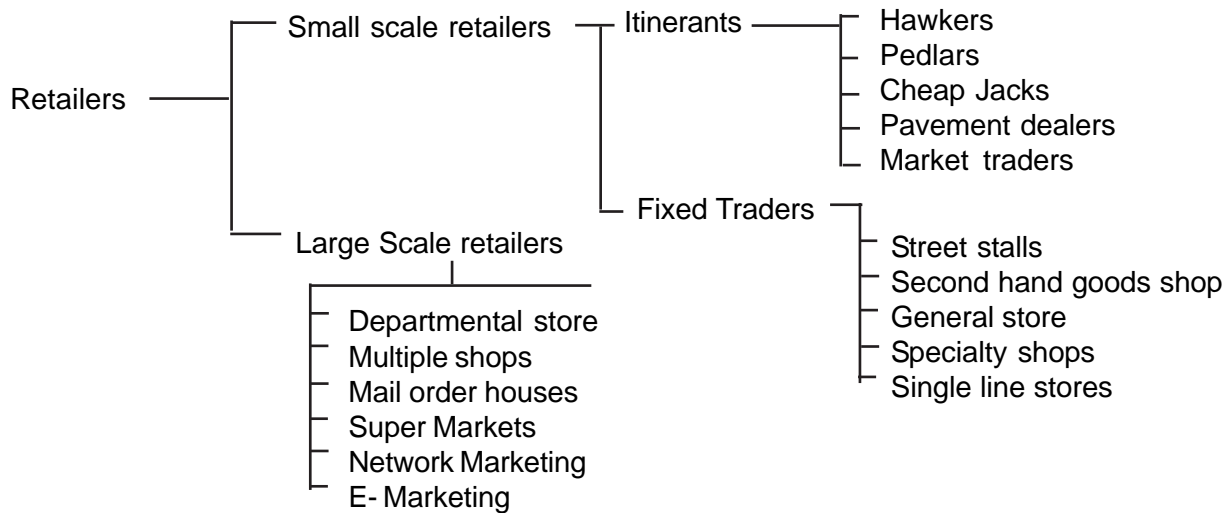 Retailers
Small scale retailers
Itinerants
Hawkers
Pedlars
Cheap Jacks
Pavement dealers
Market traders
Fixed Traders
Street stalls
Second hand goods shop
General store
Specialty shops
Single line stores
Large Scale retailers
Departmental store
Multiple shops
Mail order houses
Super Markets
Network Marketing
E- Marketing